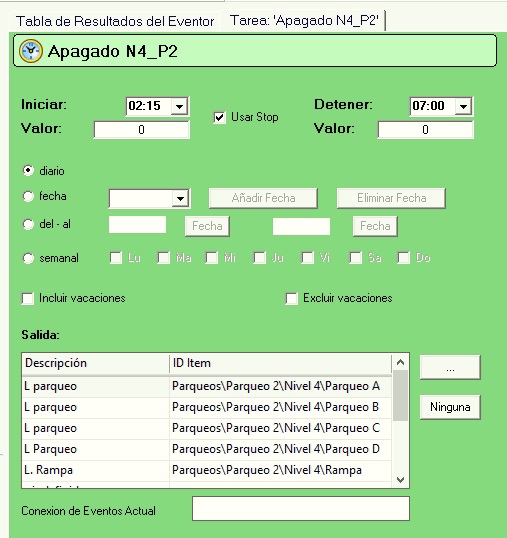 Tabla de Resultados del Eventor Tarea: 'Apagado N4_P2'
Apagado N4_P2
Iniciar: 02:15 Usar Stop Detener: 07:00
Valor: 0 Valor: 0
diario
fecha Añadir Fecha Eliminar Fecha
del - al Fecha Fecha
semanal Lu Ma Mi Ju Vi Sa Do
Incluir vacaciones Excluir vacaciones
Salida:
Descripción ID Item
L parqueo Parqueos\Parqueo 2\Nivel 4\Parqueo A ...
L parqueo Parqueos\Parqueo 2\Nivel 4\Parqueo B Ninguna
L parqueo Parqueos\Parqueo 2\Nivel 4\Parqueo C
L Parqueo Parqueos\Parqueo 2\Nivel 4\Parqueo D
L. Rampa Parqueos\Parqueo 2\Nivel 4\Rampa
Conexion de Eventos Actual